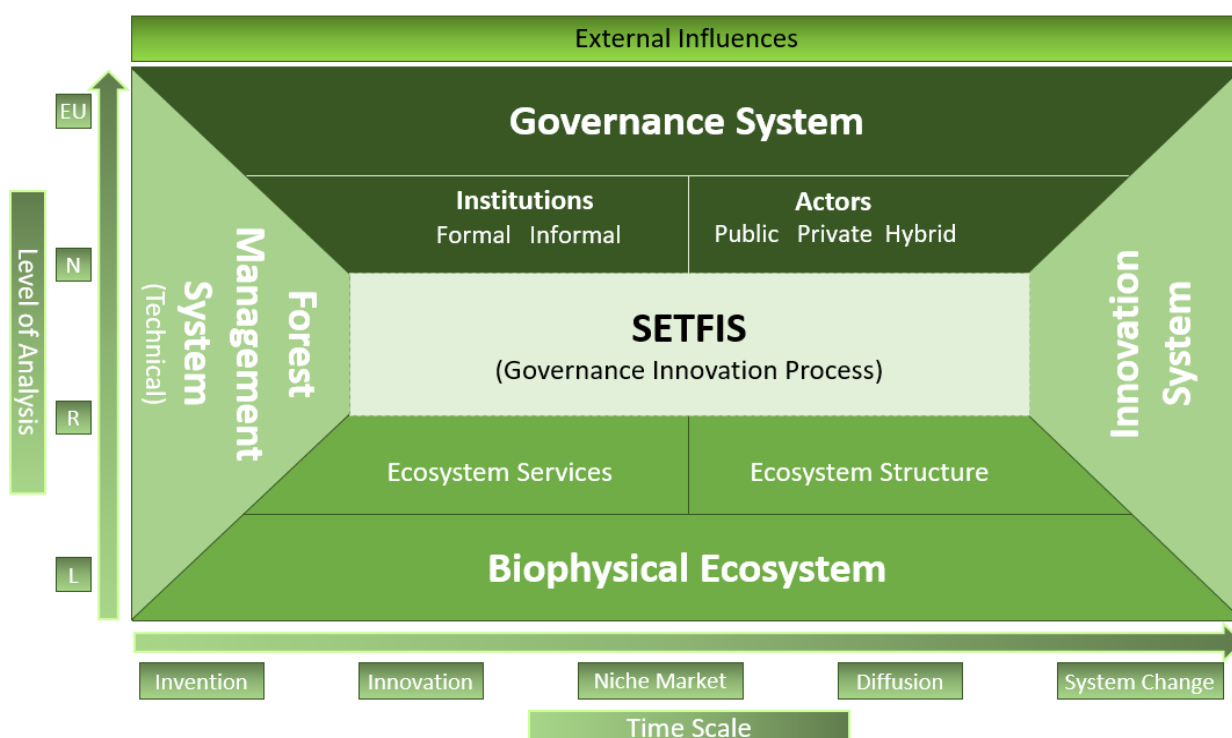 External Influences
EU
Governance System
Institutions
Formal Informal
Actors
Public Private Hybrid
Level of Analysis
N
Forest
Management
System
(Technical)
SETFIS
(Governance Innovation Process)
Innovation
System
R
Ecosystem Services
Ecosystem Structure
L
Biophysical Ecosystem
Invention
Innovation
Niche Market
Diffusion
System Change
Time Scale